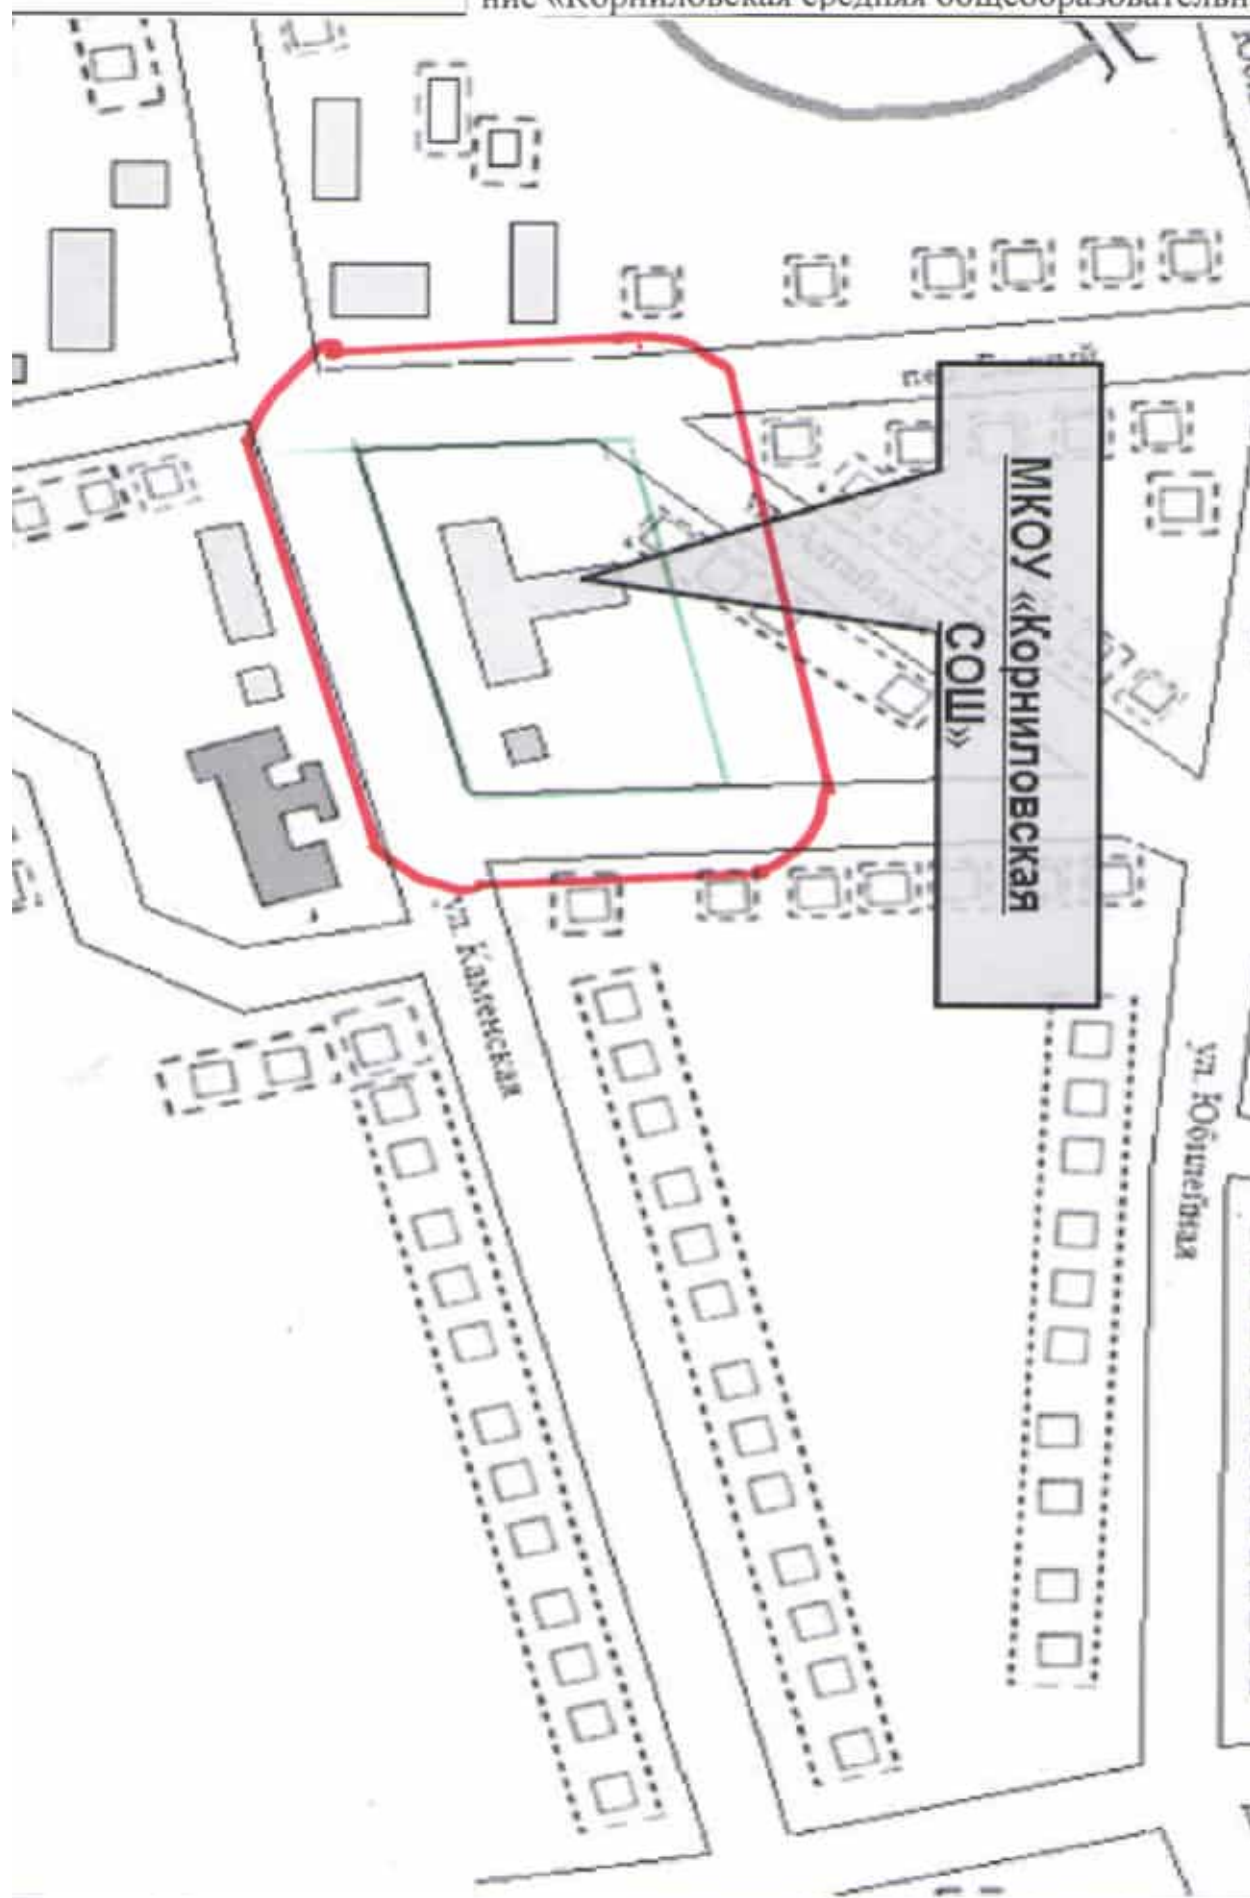 ние «Корниловская средняя общеобразовательн
МКОУ «Корниловская
СОШ»
ул. Каменская
ул. Юбилейная